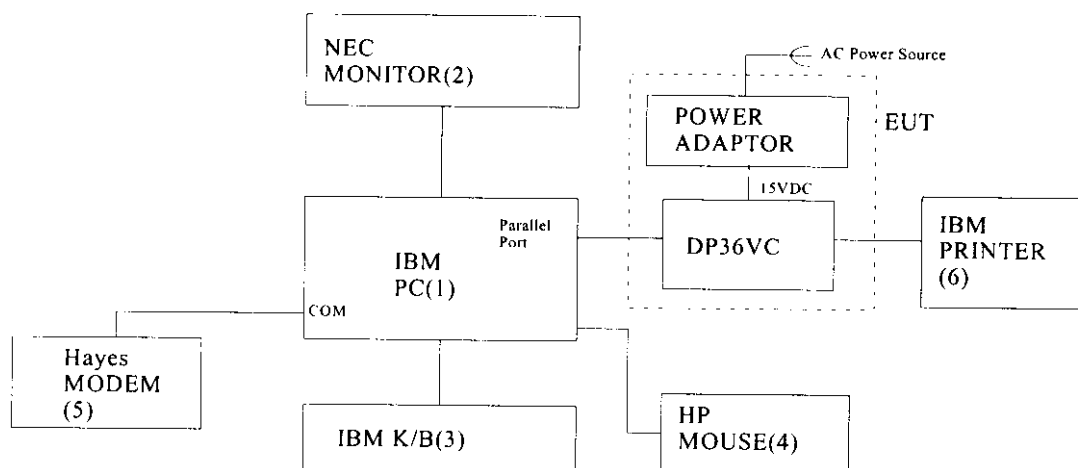 NEC
MONITOR(2)
AC Power Source
POWER
ADAPTOR
EUT
15VDC
Parallel
Port
DP36VC
IBM
PRINTER
(6)
IBM
PC(1)
COM
Hayes
MODEM
(5)
IBM K/B(3)
HP
MOUSE(4)